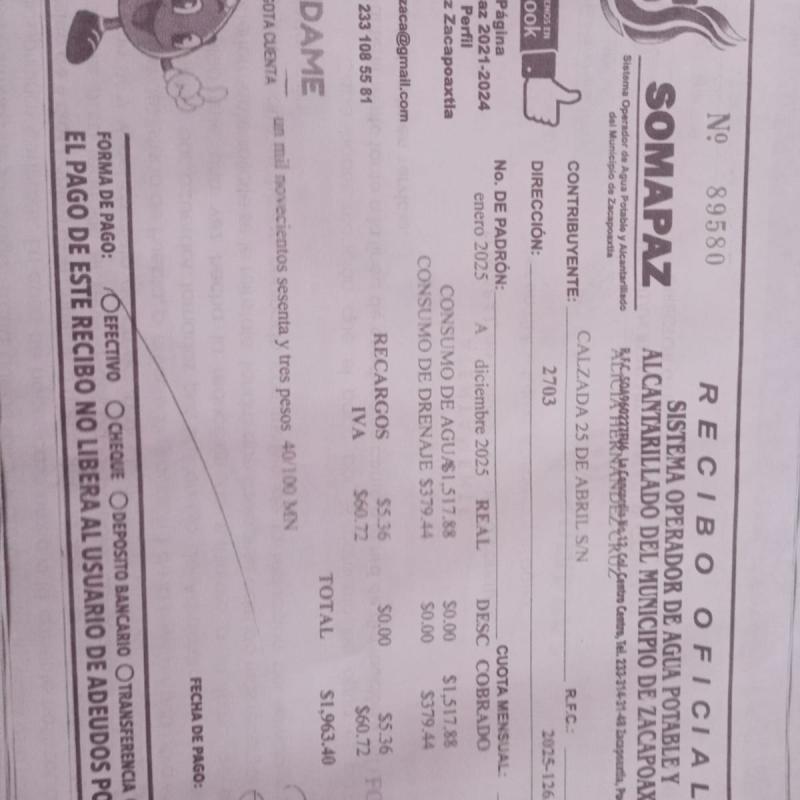 Nº 89580
RECIBO OFICIAL
SOMAPAZ
Sistema Operador de Agua Potable y Alcantarillado
del Municipio de Zacapoaxtla
SISTEMA OPERADOR DE AGUA POTABLE Y
ALCANTARILLADO DEL MUNICIPIO DE ZACAPOAX
Col. Centro Centro, Tel. 233-314-31-48 Zacapoaxtla, Pu
ALICIA HERNANDEZ CRUZ
CONTRIBUYENTE: R.F.C.:
CALZADA 25 DE ABRIL S/N
DIRECCIÓN: 2703 2025-126
No. DE PADRÓN: CUOTA MENSUAL:
ENOS EN
ook
Página
az 2021-2024
Perfil
z Zacapoaxtla
enero 2025 A diciembre 2025 REAL DESC COBRADO
CONSUMO DE AGUA $1,517.88 $0.00 $1,517.88
CONSUMO DE DRENAJE $379.44 $0.00 $379.44
zaca@gmail.com
RECARGOS $5.36 $0.00 $5.36
233 108 55 81
IVA $60.72 $60.72
TOTAL $1,963.40
DAME
GOTA CUENTA
un mil novecientos sesenta y tres pesos 40/100 MN
FECHA DE PAGO:
FORMA DE PAGO: EFECTIVO CHEQUE DEPOSITO BANCARIO TRANSFERENCIA
EL PAGO DE ESTE RECIBO NO LIBERA AL USUARIO DE ADEUDOS PO